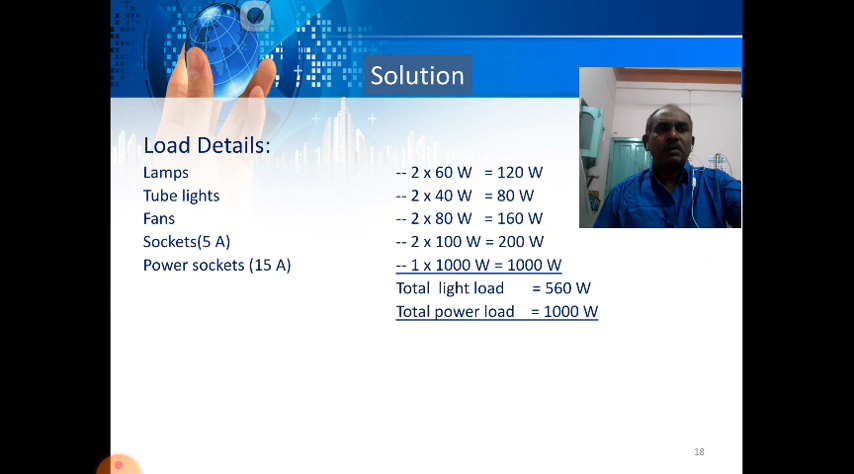 Solution
Load Details:
Lamps -- 2 x 60 W = 120 W
Tube lights -- 2 x 40 W = 80 W
Fans -- 2 x 80 W = 160 W
Sockets(5 A) -- 2 x 100 W = 200 W
Power sockets (15 A) -- 1 x 1000 W = 1000 W
Total light load = 560 W
Total power load = 1000 W
18